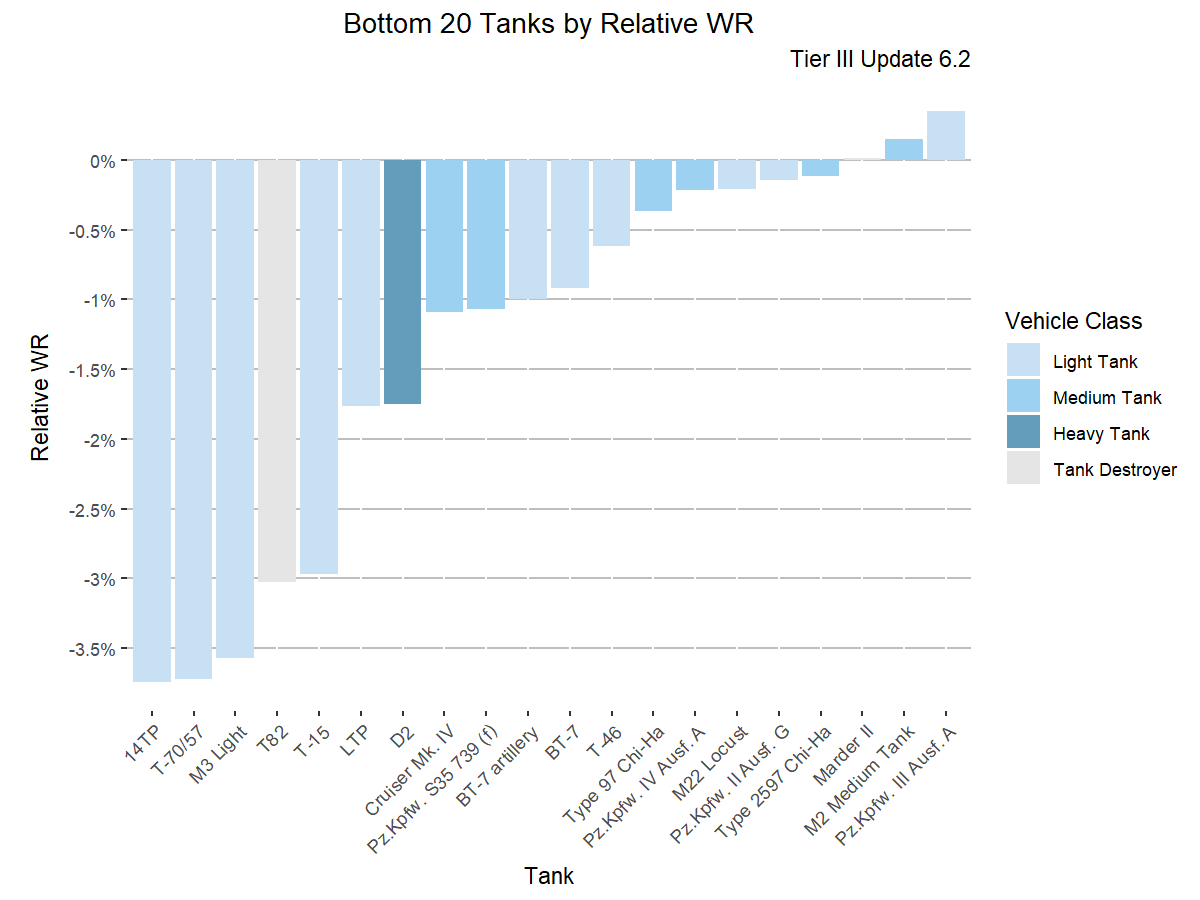 Bottom 20 Tanks by Relative WR
Tier III Update 6.2
0%
-0.5%
-1%
-1.5%
-2%
-2.5%
-3%
-3.5%
Relative WR
14TP
T-70/57
M3 Light
T82
T-15
LTP
D2
Cruiser Mk. IV
Pz.Kpfw. S35 739 (f)
BT-7 artillery
BT-7
T-46
Type 97 Chi-Ha
Pz.Kpfw. IV Ausf. A
M22 Locust
Pz.Kpfw. II Ausf. G
Type 2597 Chi-Ha
Marder II
M2 Medium Tank
Pz.Kpfw. III Ausf. A
Tank
Vehicle Class
Light Tank
Medium Tank
Heavy Tank
Tank Destroyer